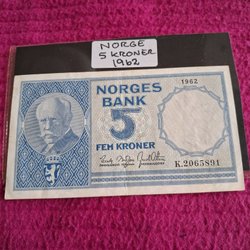 NORGE
5 KRONER
1962
1962
NORGES
BANK
5
FEM KRONER
K.2065891